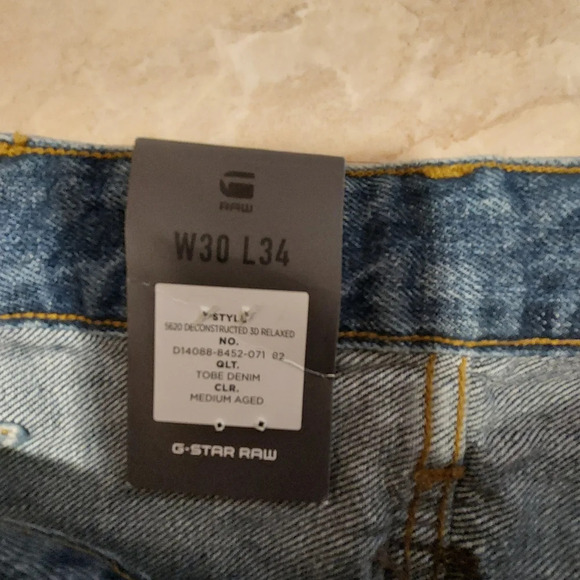 RAW
W30 L34
STYLE
5620 DECONSTRUCTED 3D RELAXED
NO.
D14088-8452-071 82
QLT.
TOBE DENIM
CLR.
MEDIUM AGED
G-STAR RAW